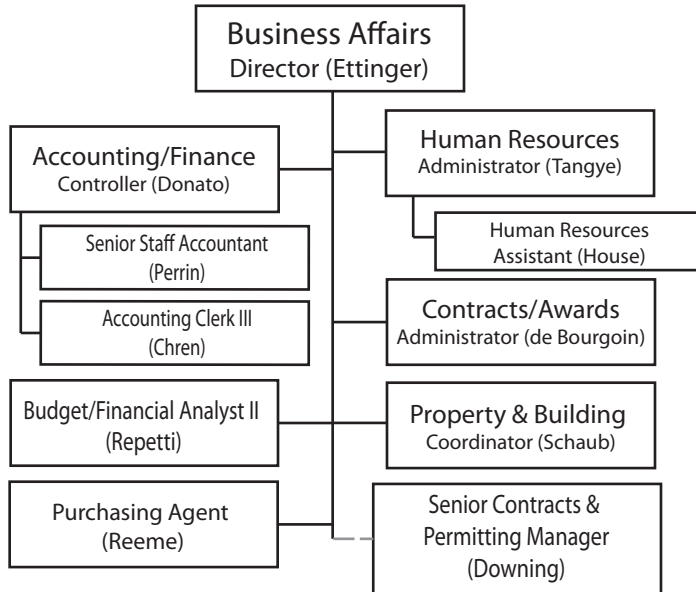 Business Affairs
Director (Ettinger)
Accounting/Finance
Controller (Donato)
Senior Staff Accountant
(Perrin)
Accounting Clerk III
(Chren)
Budget/Financial Analyst II
(Repetti)
Purchasing Agent
(Reeme)
Human Resources
Administrator (Tangye)
Human Resources
Assistant (House)
Contracts/Awards
Administrator (de Bourgoin)
Property & Building
Coordinator (Schaub)
Senior Contracts &
Permitting Manager
(Downing)